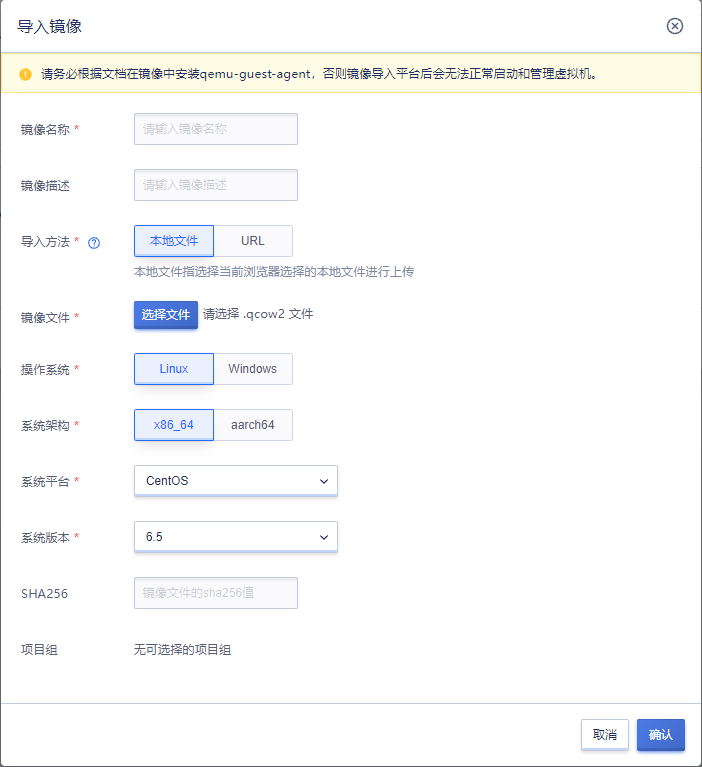 导入镜像
请务必根据文档在镜像中安装qemu-guest-agent，否则镜像导入平台后会无法正常启动和管理虚拟机。
镜像名称 * 请输入镜像名称
镜像描述 请输入镜像描述
导入方法 * 本地文件 URL
本地文件指选择当前浏览器选择的本地文件进行上传
镜像文件 * 选择文件 请选择 .qcow2 文件
操作系统 * Linux Windows
系统架构 * x86_64 aarch64
系统平台 * CentOS
系统版本 * 6.5
SHA256 镜像文件的sha256值
项目组 无可选择的项目组
取消 确认